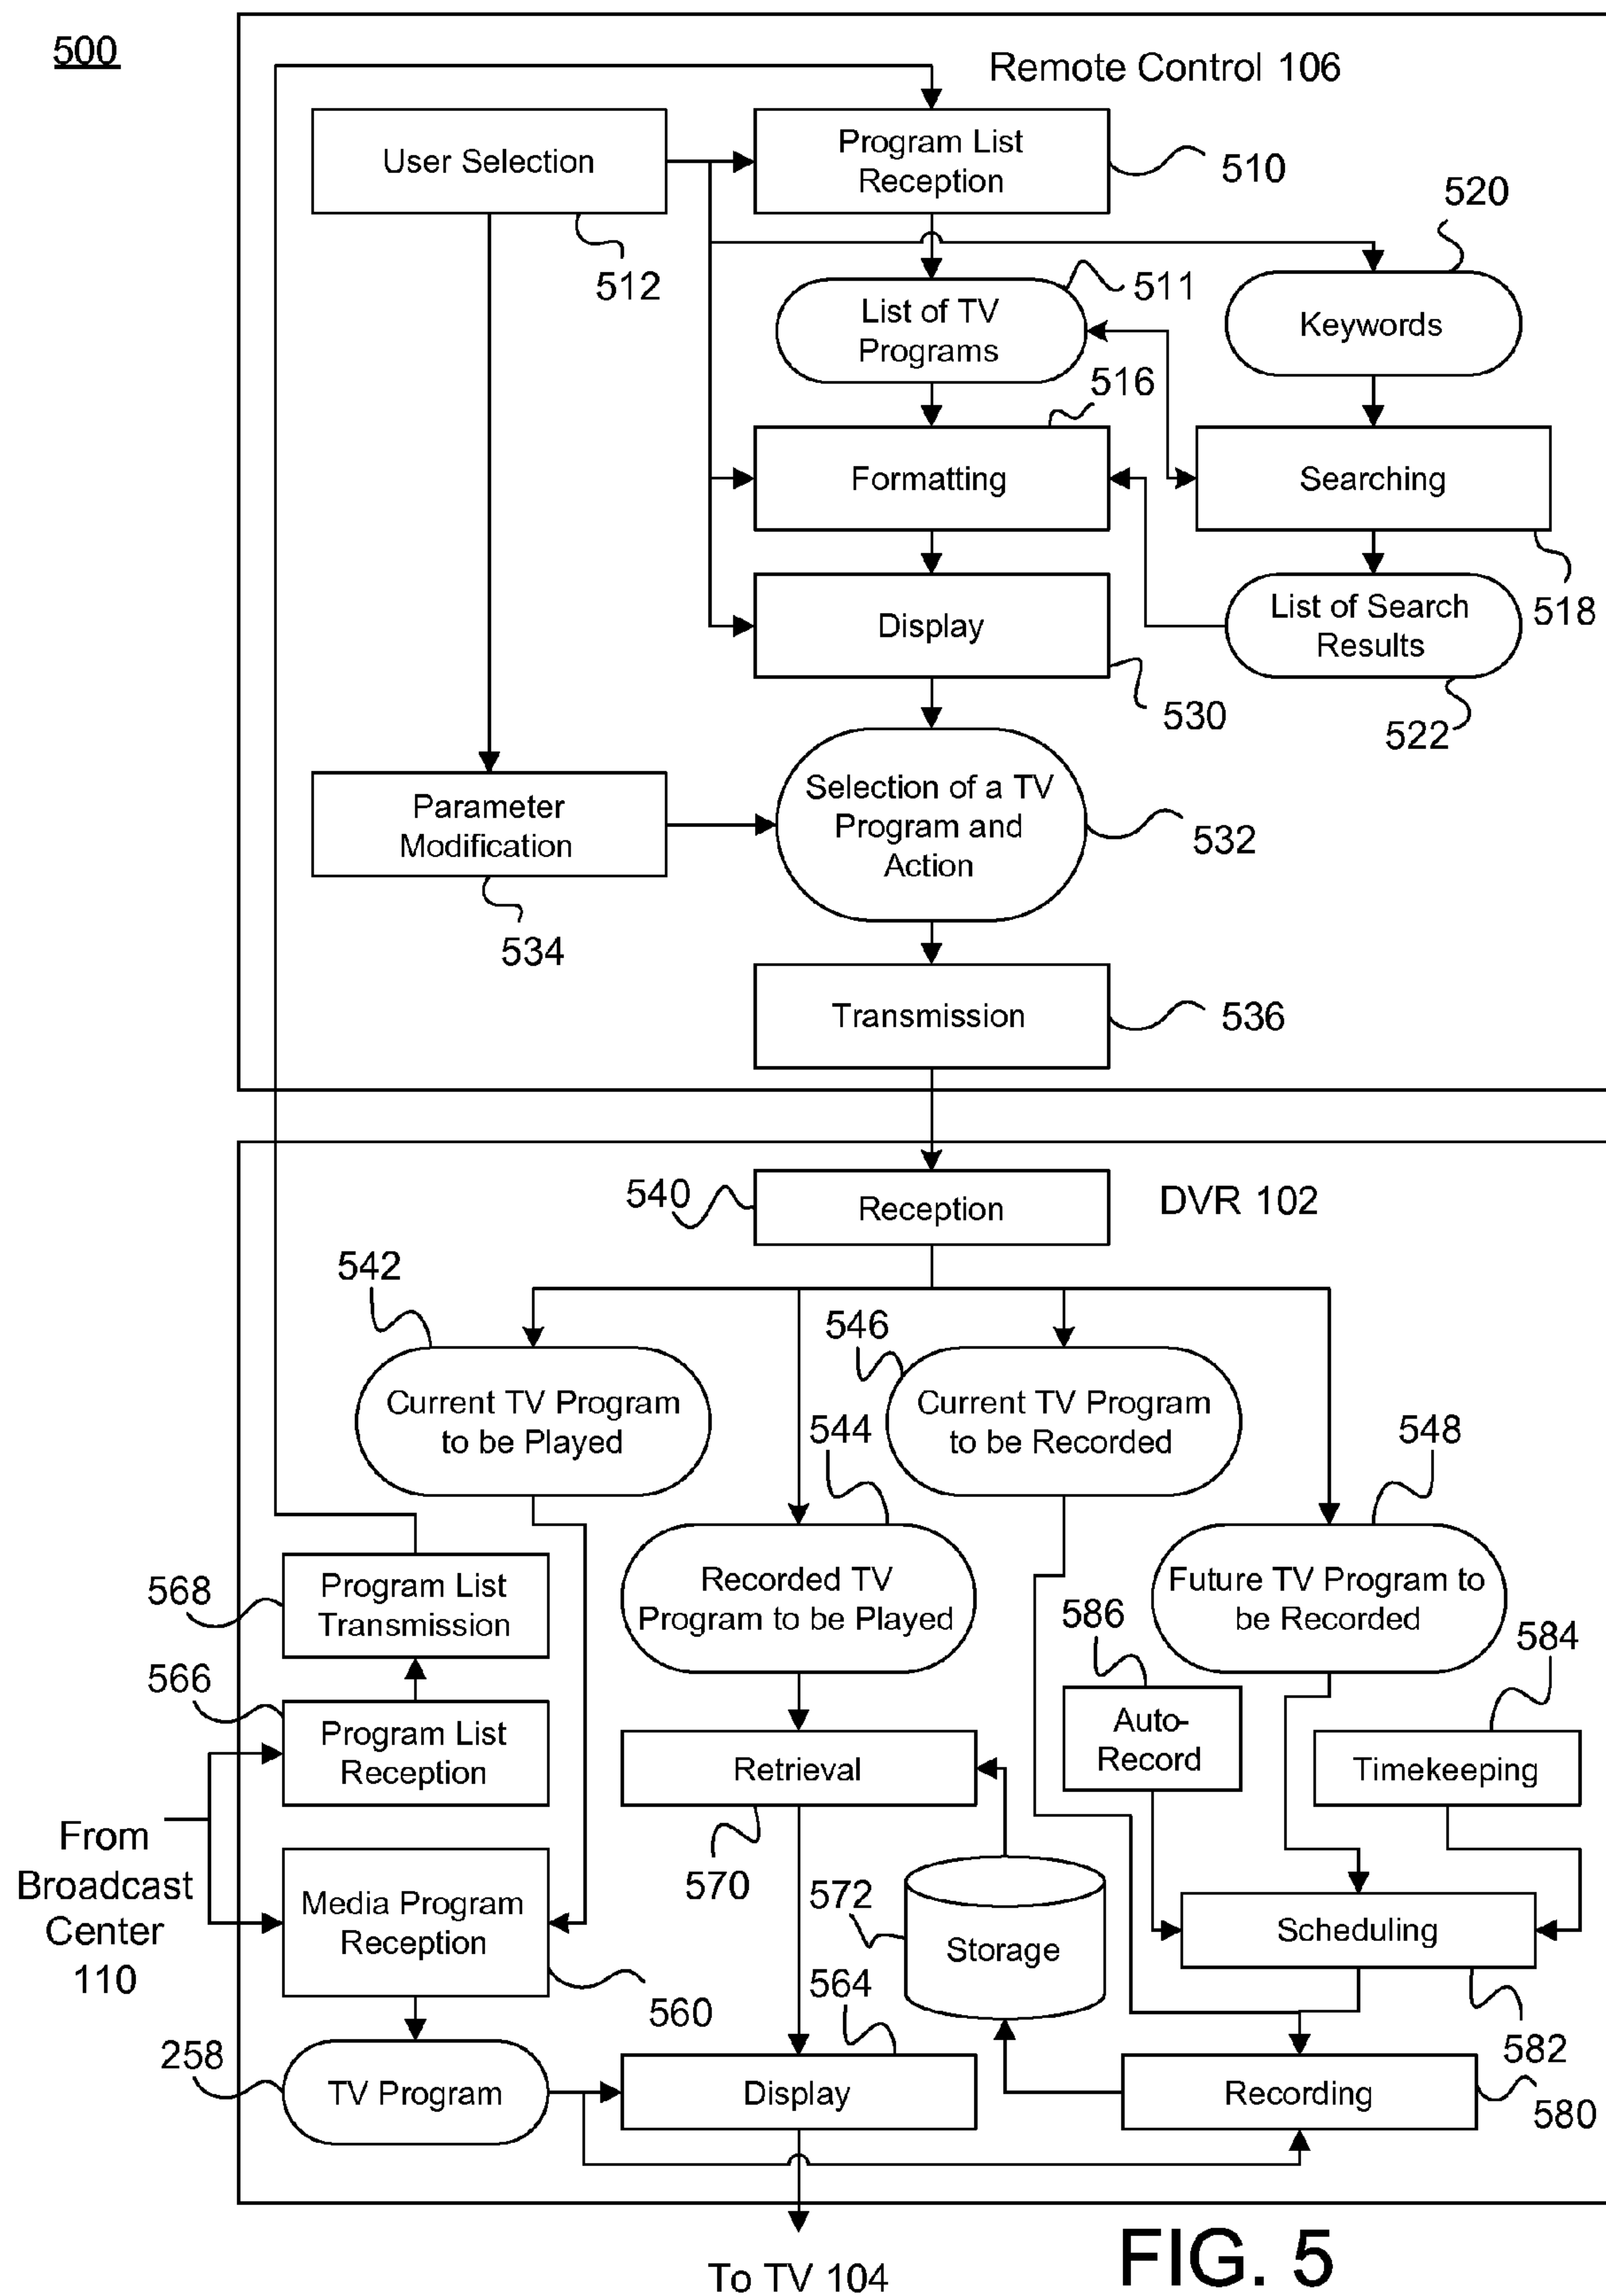 500
Remote Control 106
User Selection
Program List
Reception
510
520
512
511
List of TV
Programs
Keywords
516
Formatting
Searching
Display
List of Search
Results
518
530
522
Parameter
Modification
Selection of a TV
Program and
Action
532
534
Transmission
536
540
Reception
DVR 102
542
546
Current TV Program
to be Played
544
Current TV Program
to be Recorded
548
568
Program List
Transmission
Recorded TV
Program to be Played
586
Future TV Program to
be Recorded
584
566
Program List
Reception
Retrieval
Auto-
Record
Timekeeping
From
Broadcast
Center
110
Media Program
Reception
570
572
Storage
Scheduling
560
564
582
258
TV Program
Display
Recording
580
To TV 104
FIG. 5